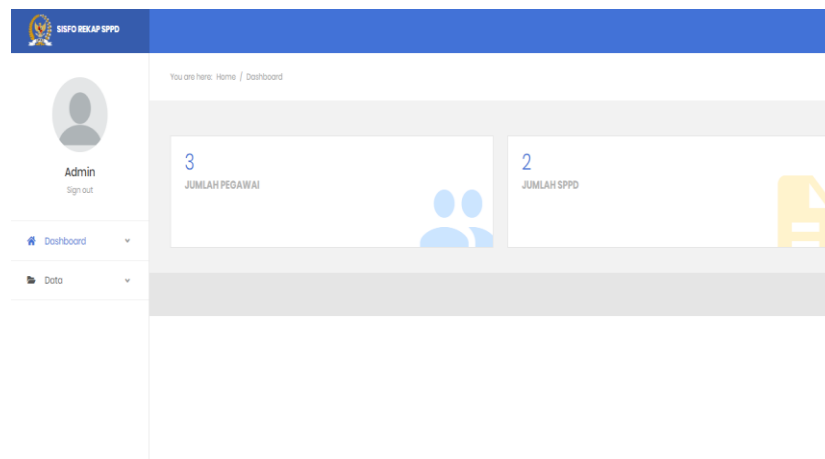 SISFO REKAP SPPD
You are here: Home / Dashboard
Admin
Sign out
Dashboard
Data
3
JUMLAH PEGAWAI
2
JUMLAH SPPD